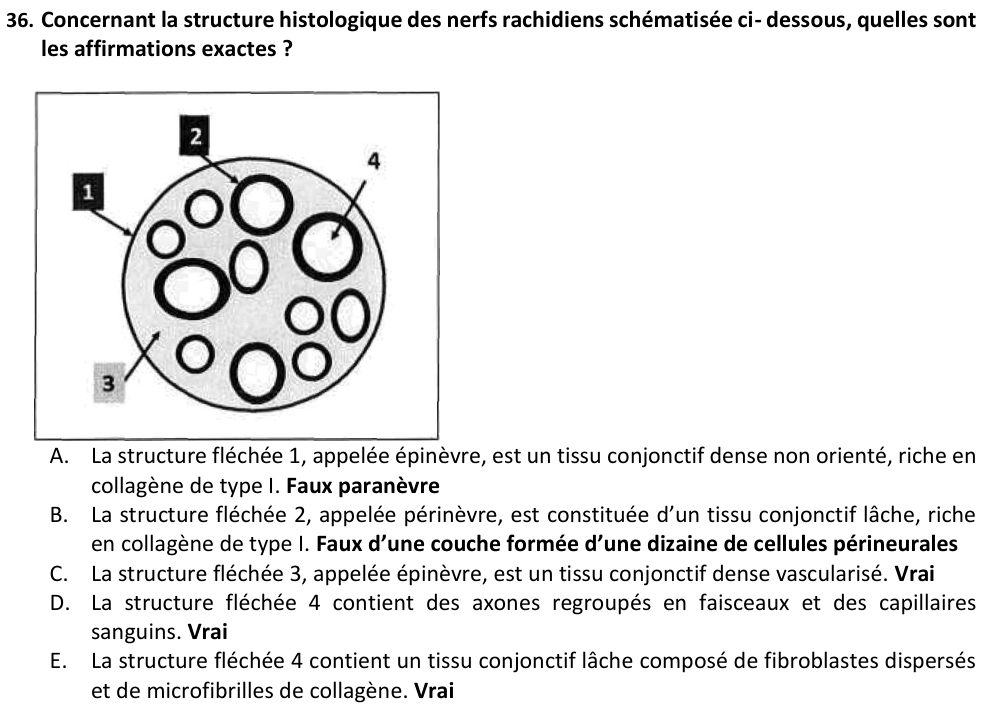 36. Concernant la structure histologique des nerfs rachidiens schématisée ci- dessous, quelles sont
les affirmations exactes ?
2
4
1
3
A. La structure fléchée 1, appelée épinèvre, est un tissu conjonctif dense non orienté, riche en
collagène de type I. Faux paranèvre
B. La structure fléchée 2, appelée périnèvre, est constituée d’un tissu conjonctif lâche, riche
en collagène de type I. Faux d’une couche formée d’une dizaine de cellules périneurales
C. La structure fléchée 3, appelée épinèvre, est un tissu conjonctif dense vascularisé. Vrai
D. La structure fléchée 4 contient des axones regroupés en faisceaux et des capillaires
sanguins. Vrai
E. La structure fléchée 4 contient un tissu conjonctif lâche composé de fibroblastes dispersés
et de microfibrilles de collagène. Vrai